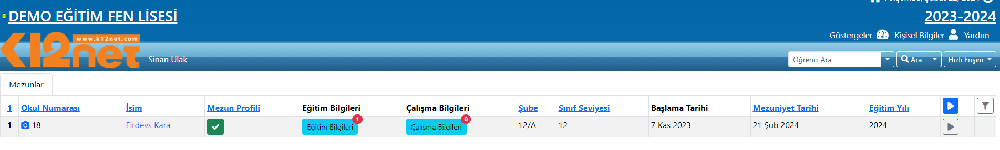 DEMO EĞİTİM FEN LİSESİ
2023-2024
Göstergeler Kişisel Bilgiler Yardım
www.k12net.com
K12net
Sinan Ulak
Öğrenci Ara Ara Hızlı Erişim
Mezunlar
1 Okul Numarası İsim Mezun Profili Eğitim Bilgileri Çalışma Bilgileri Şube Sınıf Seviyesi Başlama Tarihi Mezuniyet Tarihi Eğitim Yılı
1 18 Firdevs Kara Eğitim Bilgileri 1 Çalışma Bilgileri 0 12/A 12 7 Kas 2023 21 Şub 2024 2024